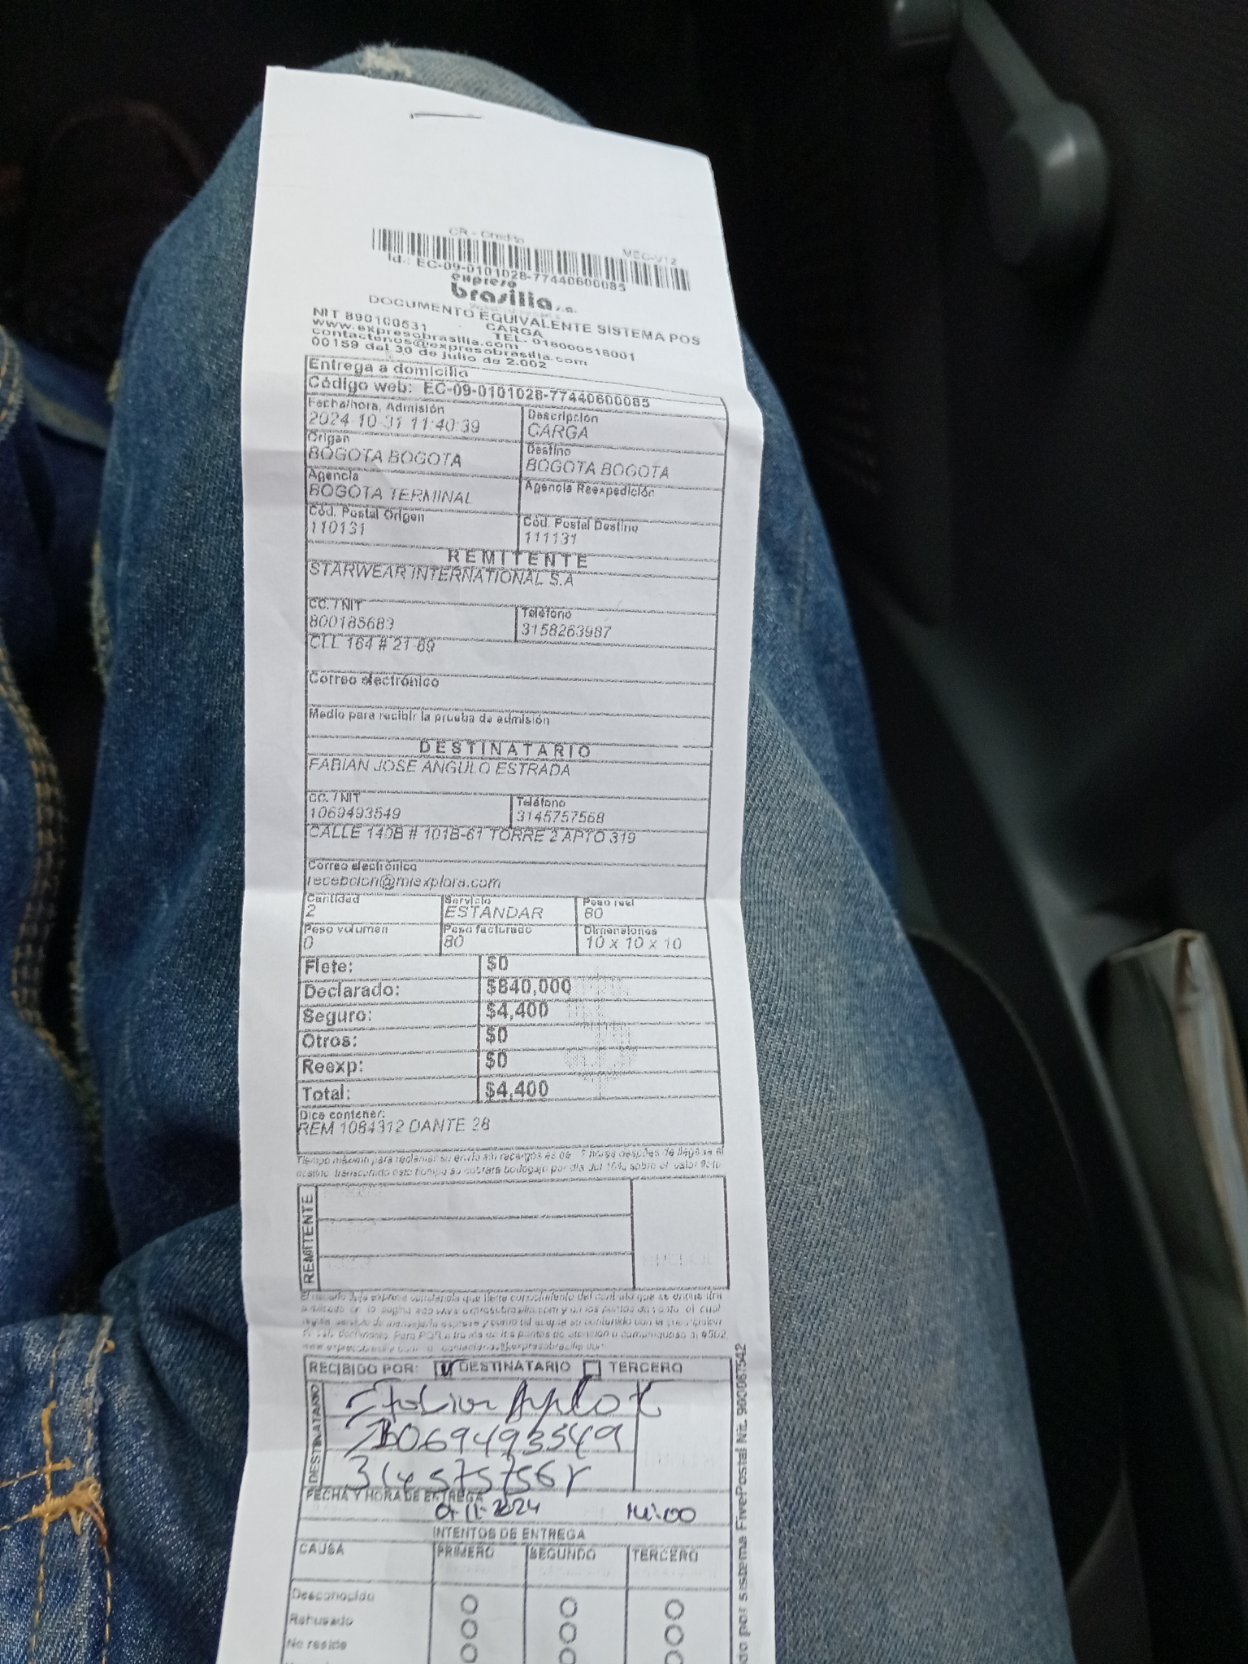 CR - Credito
MEC-V12
Id.: EC-09-0101028-77440600085
expreso
brasilia s.a.
DOCUMENTO EQUIVALENTE SISTEMA POS
CARGA
NIT 890100531 TEL. 018000518001
www.expresobrasilia.com
contactenos@expresobrasilia.com
00159 del 30 de julio de 2.002
Entrega a domicilio
Código web: EC-09-0101028-77440600085
Fecha/hora, Admisión Descripción
2024-10-31 11:40:39 CARGA
Origen Destino
BOGOTA BOGOTA BOGOTA BOGOTA
Agencia Agencia Reexpedición
BOGOTA TERMINAL
Cód. Postal Origen Cód. Postal Destino
110131 111131
REMITENTE
STARWEAR INTERNATIONAL S.A
CC. / NIT Teléfono
800185683 3158263987
CLL 164 # 21-69
Correo electrónico
Medio para recibir la prueba de admisión
DESTINATARIO
FABIAN JOSE ANGULO ESTRADA
CC. / NIT Teléfono
1069493549 3145757568
CALLE 140B # 101B-61 TORRE 2 APTO 319
Correo electrónico
recepcion@miexplora.com
Cantidad Servicio Peso real
2 ESTANDAR 80
Peso volumen Peso facturado Dimensiones
0 80 10 x 10 x 10
Flete: $0
Declarado: $840,000
Seguro: $4,400
Otros: $0
Reexp: $0
Total: $4,400
Dice contener:
REM 1084312 DANTE 28
REMITENTE
RECIBIDO POR: DESTINATARIO TERCERO
DESTINATARIO
1069493549
3145757568
FECHA Y HORA DE ENTREGA
01-11-2024 14:00
INTENTOS DE ENTREGA
CAUSA PRIMERO SEGUNDO TERCERO
Desconocido
Rehusado
No reside
do por sistema FivePostal Nit. 900067542